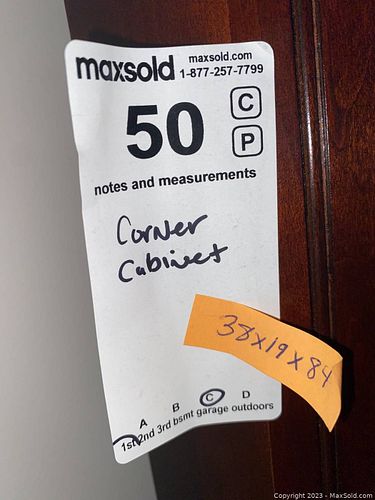 maxsold maxsold.com
1-877-257-7799
50 C
P
notes and measurements
Corner
Cabinet
38x19x84
A B C D
1st 2nd 3rd bsmt garage outdoors
Copyright 2023 - MaxSold.com